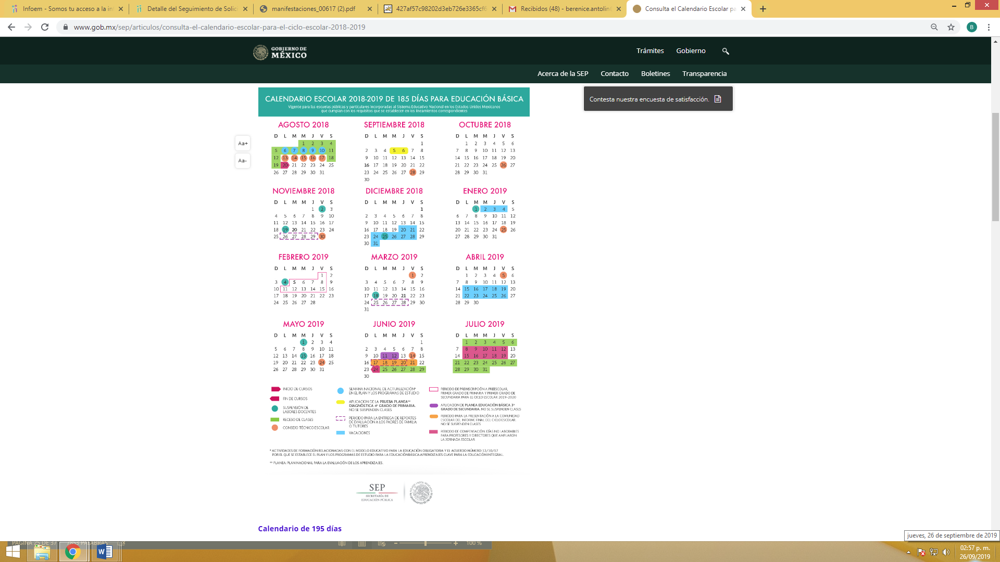 Infoem - Somos tu acceso a la in
Detalle del Seguimiento de Solici
manifestaciones_00617 (2).pdf
427af57c98202d3eb726e3365cf6
Recibidos (48) - berenice.antolin
Consulta el Calendario Escolar pa
www.gob.mx/sep/articulos/consulta-el-calendario-escolar-para-el-ciclo-escolar-2018-2019
B
GOBIERNO DE
MÉXICO
Trámites Gobierno
Acerca de la SEP Contacto Boletines Transparencia
Contesta nuestra encuesta de satisfacción.
Aa+
Aa-
CALENDARIO ESCOLAR 2018-2019 DE 185 DÍAS PARA EDUCACIÓN BÁSICA
Vigente para las escuelas públicas y particulares incorporadas al Sistema Educativo Nacional en los Estados Unidos Mexicanos
que cumplan con los requisitos que se establecen en los lineamientos correspondientes
AGOSTO 2018
D L M M J V S
1 2 3 4
5 6 7 8 9 10 11
12 13 14 15 16 17 18
19 20 21 22 23 24 25
26 27 28 29 30 31
SEPTIEMBRE 2018
D L M M J V S
1
2 3 4 5 6 7 8
9 10 11 12 13 14 15
16 17 18 19 20 21 22
23 24 25 26 27 28 29
30
OCTUBRE 2018
D L M M J V S
1 2 3 4 5 6
7 8 9 10 11 12 13
14 15 16 17 18 19 20
21 22 23 24 25 26 27
28 29 30 31
NOVIEMBRE 2018
D L M M J V S
1 2 3
4 5 6 7 8 9 10
11 12 13 14 15 16 17
18 19 20 21 22 23 24
25 26 27 28 29 30
DICIEMBRE 2018
D L M M J V S
1
2 3 4 5 6 7 8
9 10 11 12 13 14 15
16 17 18 19 20 21 22
23 24 25 26 27 28 29
30 31
ENERO 2019
D L M M J V S
1 2 3 4 5
6 7 8 9 10 11 12
13 14 15 16 17 18 19
20 21 22 23 24 25 26
27 28 29 30 31
FEBRERO 2019
D L M M J V S
1 2
3 4 5 6 7 8 9
10 11 12 13 14 15 16
17 18 19 20 21 22 23
24 25 26 27 28
MARZO 2019
D L M M J V S
1 2
3 4 5 6 7 8 9
10 11 12 13 14 15 16
17 18 19 20 21 22 23
24 25 26 27 28 29 30
31
ABRIL 2019
D L M M J V S
1 2 3 4 5 6
7 8 9 10 11 12 13
14 15 16 17 18 19 20
21 22 23 24 25 26 27
28 29 30
MAYO 2019
D L M M J V S
1 2 3 4
5 6 7 8 9 10 11
12 13 14 15 16 17 18
19 20 21 22 23 24 25
26 27 28 29 30 31
JUNIO 2019
D L M M J V S
1
2 3 4 5 6 7 8
9 10 11 12 13 14 15
16 17 18 19 20 21 22
23 24 25 26 27 28 29
30
JULIO 2019
D L M M J V S
1 2 3 4 5 6
7 8 9 10 11 12 13
14 15 16 17 18 19 20
21 22 23 24 25 26 27
28 29 30 31
INICIO DE CURSOS
FIN DE CURSOS
SUSPENSIÓN DE
LABORES DOCENTES
RECESO DE CLASES
CONSEJO TÉCNICO ESCOLAR
SEMANA NACIONAL DE ACTUALIZACIÓN*
EN EL PLAN Y LOS PROGRAMAS DE ESTUDIO
APLICACIÓN DE LA PRUEBA PLANEA**
DIAGNÓSTICA 4º GRADO DE PRIMARIA.
NO SE SUSPENDEN CLASES
PERIODO PARA LA ENTREGA DE REPORTES
DE EVALUACIÓN A LOS PADRES DE FAMILIA
O TUTORES
VACACIONES
PERIODO DE PREINSCRIPCIÓN A PREESCOLAR,
PRIMER GRADO DE PRIMARIA Y PRIMER GRADO DE
SECUNDARIA PARA EL CICLO ESCOLAR 2019-2020
APLICACIÓN DE PLANEA EDUCACIÓN BÁSICA 3º
GRADO DE SECUNDARIA. NO SE SUSPENDEN CLASES
PERIODO PARA LA PRESENTACIÓN A LA COMUNIDAD
ESCOLAR DEL INFORME FINAL DEL CICLO ESCOLAR.
NO SE SUSPENDEN CLASES
PERIODO DE COMPENSACIÓN. DÍAS NO LABORABLES
PARA PROFESORES Y DIRECTORES QUE AMPLIARON
LA JORNADA ESCOLAR
* ACTIVIDADES DE FORMACIÓN RELACIONADAS CON EL MODELO EDUCATIVO PARA LA EDUCACIÓN OBLIGATORIA Y EL ACUERDO NÚMERO 12/10/17
POR EL QUE SE ESTABLECE EL PLAN Y LOS PROGRAMAS DE ESTUDIO PARA LA EDUCACIÓN BÁSICA: APRENDIZAJES CLAVE PARA LA EDUCACIÓN INTEGRAL.
** PLANEA: PLAN NACIONAL PARA LA EVALUACIÓN DE LOS APRENDIZAJES.
SEP
SECRETARÍA DE
EDUCACIÓN PÚBLICA
Calendario de 195 días
jueves, 26 de septiembre de 2019
PÁGINA 25 DE 37
PALABRAS
100 %
02:57 p. m.
26/09/2019